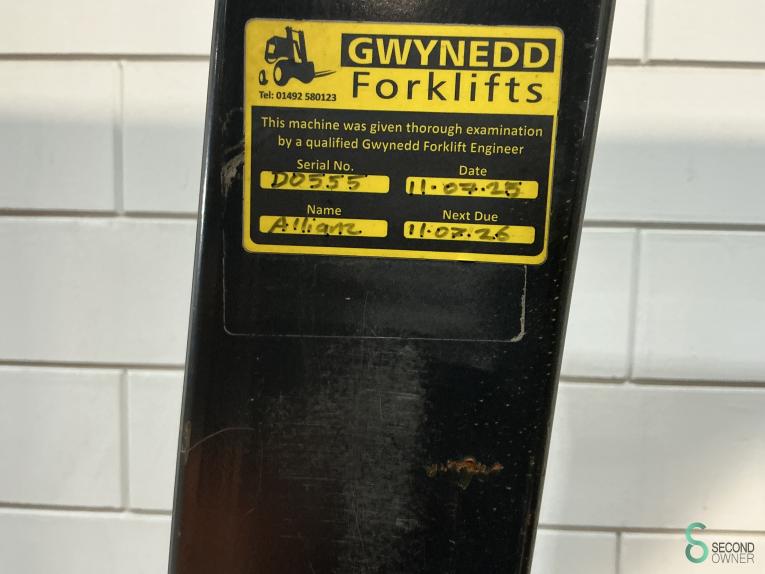 GWYNEDD
Forklifts
Tel: 01492 580123
This machine was given thorough examination
by a qualified Gwynedd Forklift Engineer
Serial No. Date
D0555 11-07-25
Name Next Due
Allianz 11.07.26
SECOND
OWNER